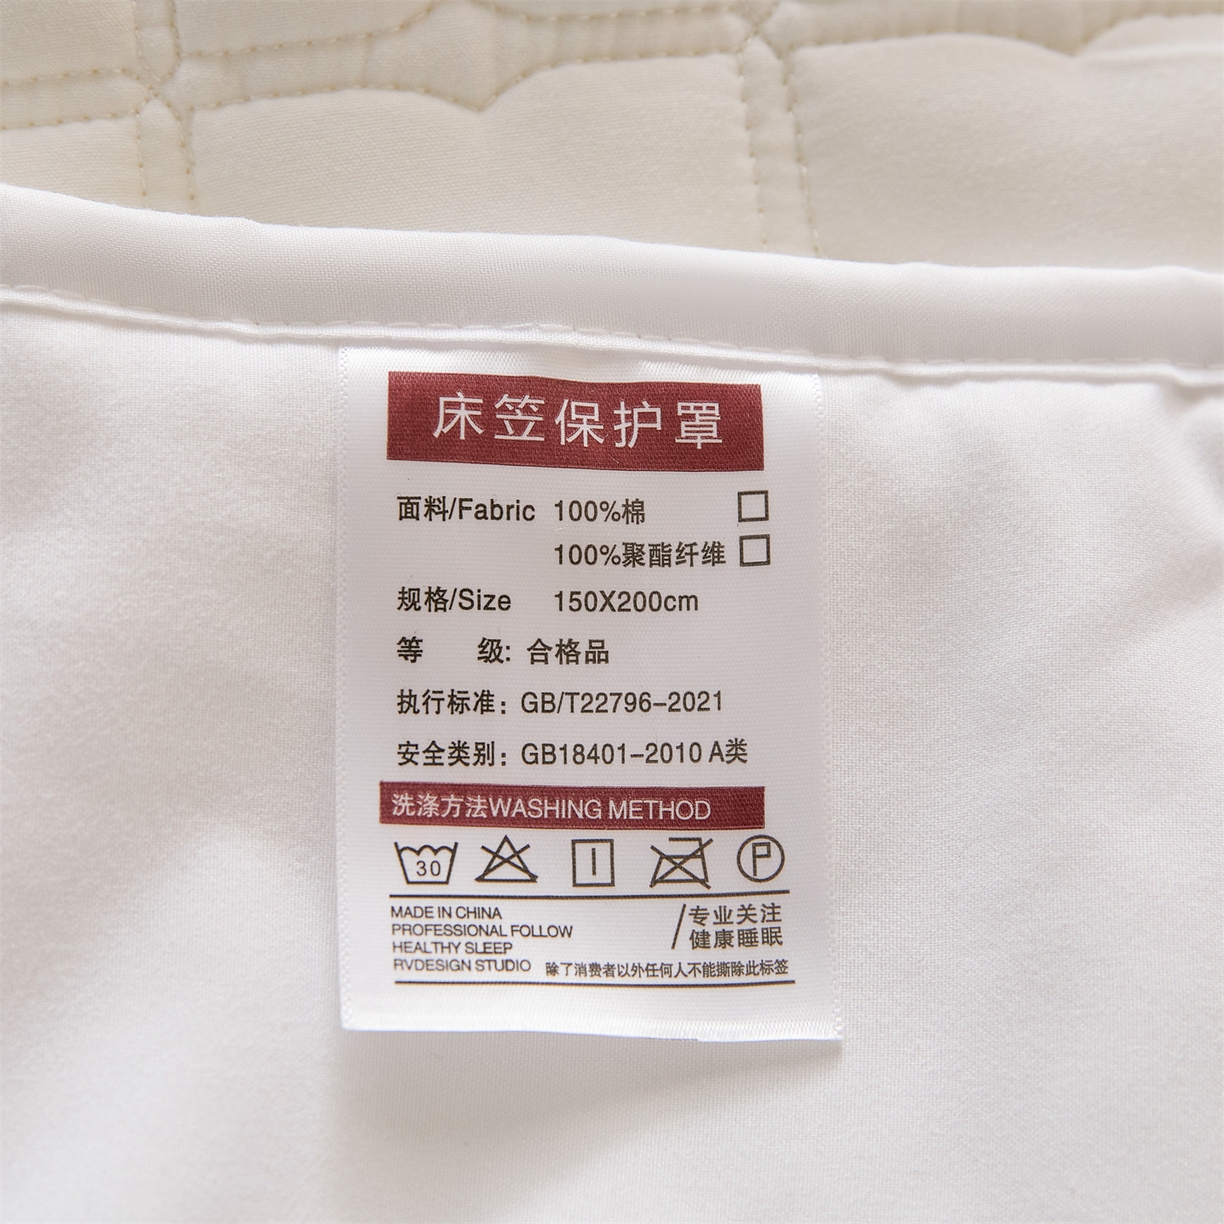 床笠保护罩
面料/Fabric 100%棉 □
100%聚酯纤维 □
规格/Size 150X200cm
等 级: 合格品
执行标准: GB/T22796-2021
安全类别: GB18401-2010 A类
洗涤方法WASHING METHOD
30 P
MADE IN CHINA
PROFESSIONAL FOLLOW
HEALTHY SLEEP
RVDESIGN STUDIO
/专业关注
健康睡眠
除了消费者以外任何人不能撕除此标签